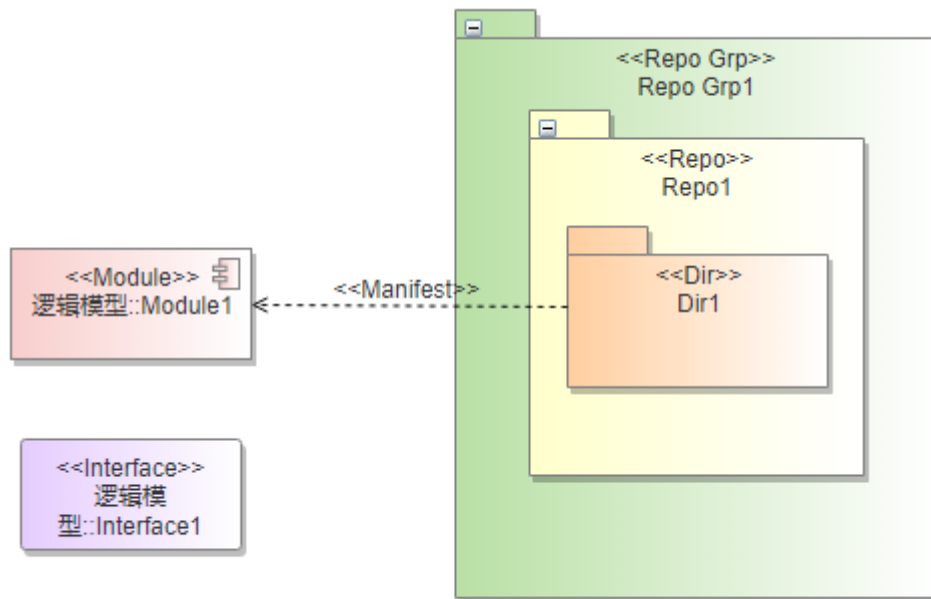 <<Repo Grp>>
Repo Grp1
<<Repo>>
Repo1
<<Dir>>
Dir1
<<Manifest>>
<<Module>>
逻辑模型::Module1
<<Interface>>
逻辑模
型::Interface1